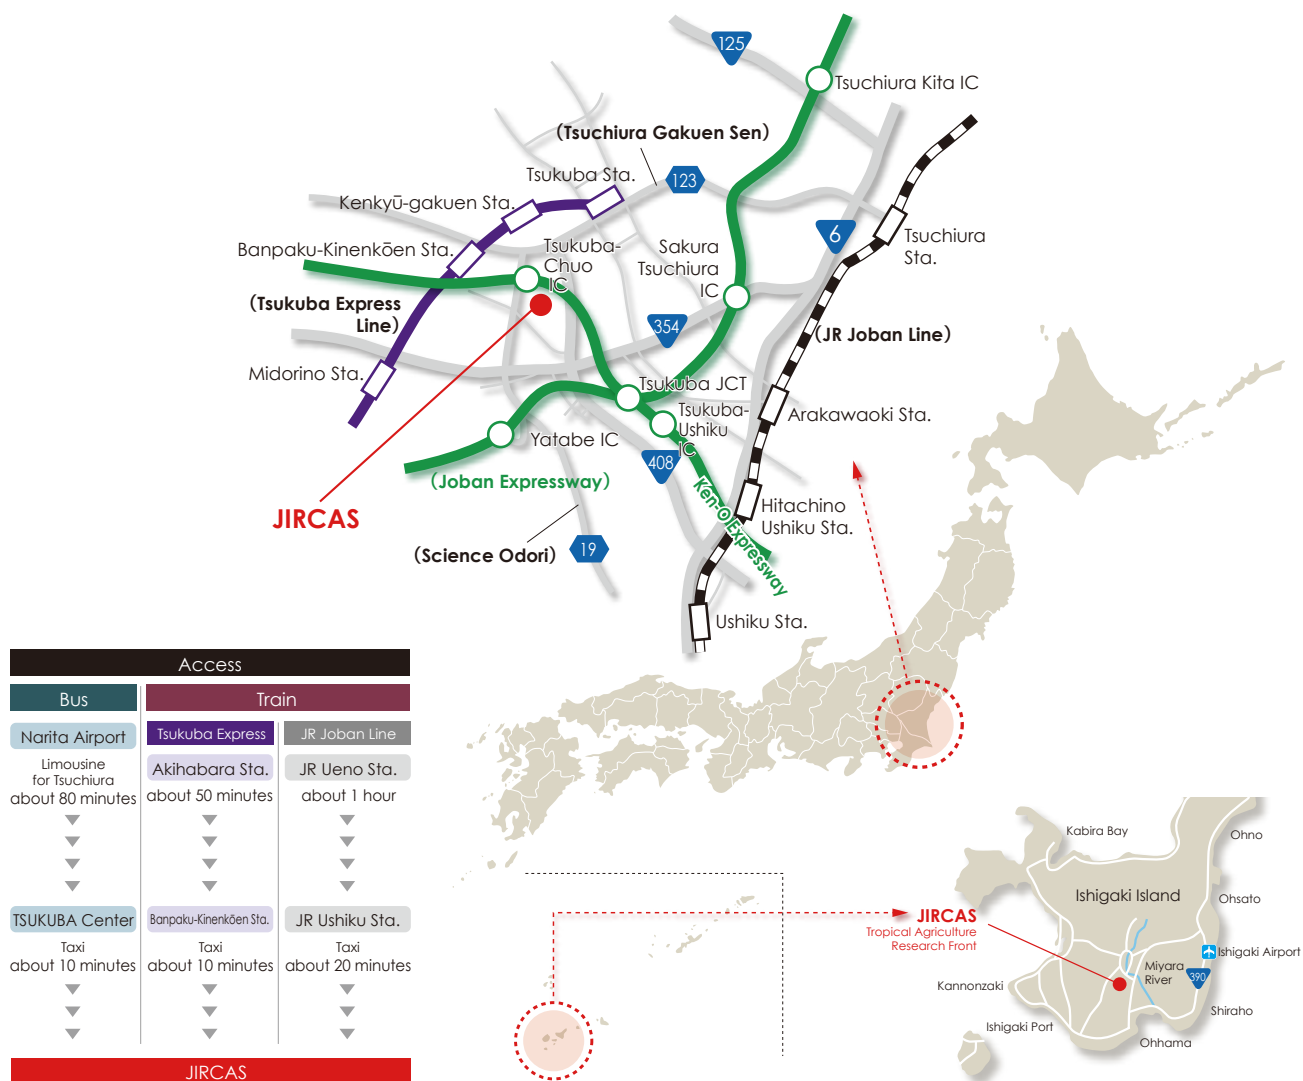 125
Tsuchiura Kita IC
(Tsuchiura Gakuen Sen)
Tsukuba Sta.
123
Kenkyū-gakuen Sta.
Banpaku-Kinenkōen Sta.
Tsukuba-
Chuo
IC
Sakura
Tsuchiura
IC
6
Tsuchiura
Sta.
(Tsukuba Express
Line)
354
(JR Joban Line)
Midorino Sta.
Tsukuba JCT
Tsukuba-
Ushiku
IC
Arakawaoki Sta.
Yatabe IC
408
(Joban Expressway)
Ken-O Expressway
Hitachino
Ushiku Sta.
JIRCAS
(Science Odori)
19
Ushiku Sta.
Access
Bus
Train
Narita Airport
Tsukuba Express
JR Joban Line
Limousine
for Tsuchiura
about 80 minutes
Akihabara Sta.
about 50 minutes
JR Ueno Sta.
about 1 hour
TSUKUBA Center
Banpaku-Kinenkōen Sta.
JR Ushiku Sta.
Taxi
about 10 minutes
Taxi
about 10 minutes
Taxi
about 20 minutes
JIRCAS
Kabira Bay
Ohno
Ishigaki Island
Ohsato
JIRCAS
Tropical Agriculture
Research Front
Ishigaki Airport
Miyara
River
390
Kannonzaki
Shiraho
Ishigaki Port
Ohhama